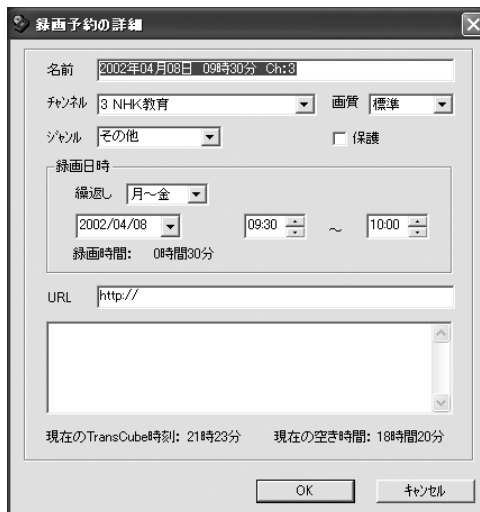 録画予約の詳細
名前 2002年04月08日 09時30分 Ch:3
チャンネル 3 NHK教育 画質 標準
ジャンル その他 保護
録画日時
繰返し 月〜金
2002/04/08 09:30 〜 10:00
録画時間: 0時間30分
URL http://
現在のTransCube時刻: 21時23分 現在の空き時間: 18時間20分
OK キャンセル